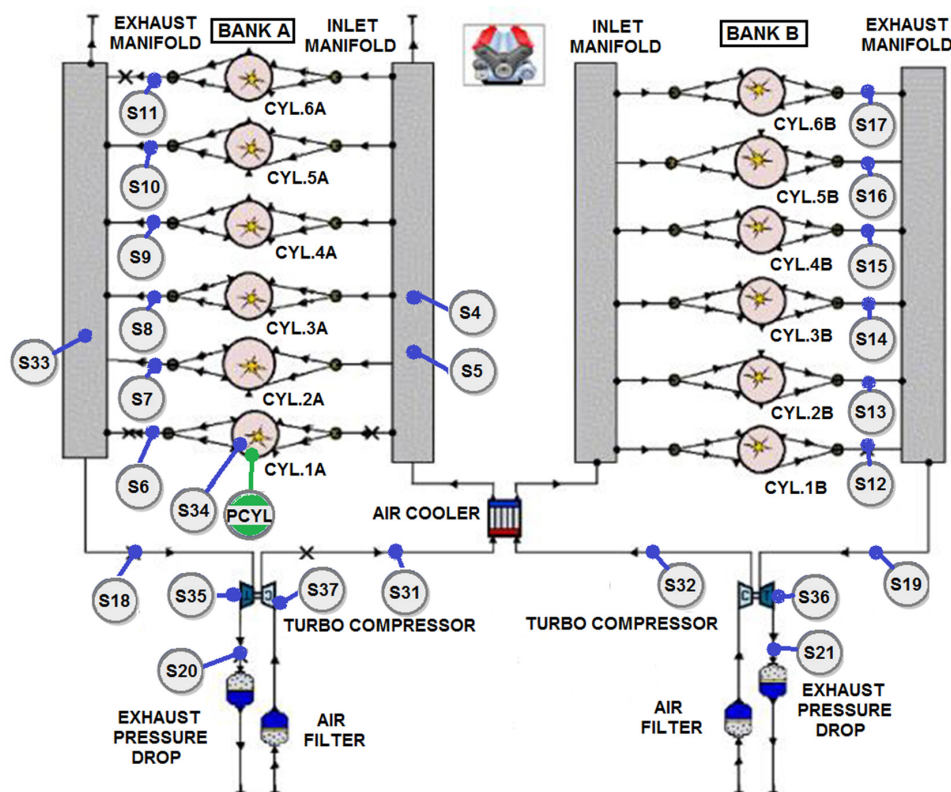 EXHAUST
MANIFOLD
BANK A
INLET
MANIFOLD
INLET
MANIFOLD
BANK B
EXHAUST
MANIFOLD
S11
CYL.6A
CYL.6B
S17
S10
CYL.5A
CYL.5B
S16
S9
CYL.4A
CYL.4B
S15
S8
CYL.3A
S4
CYL.3B
S14
S33
S7
CYL.2A
S5
CYL.2B
S13
S6
S34
CYL.1A
CYL.1B
S12
PCYL
AIR COOLER
S18
S35
S37
S31
S32
S36
S19
TURBO COMPRESSOR
TURBO COMPRESSOR
T
C
C
T
S20
S21
EXHAUST
PRESSURE
DROP
AIR
FILTER
AIR
FILTER
EXHAUST
PRESSURE
DROP